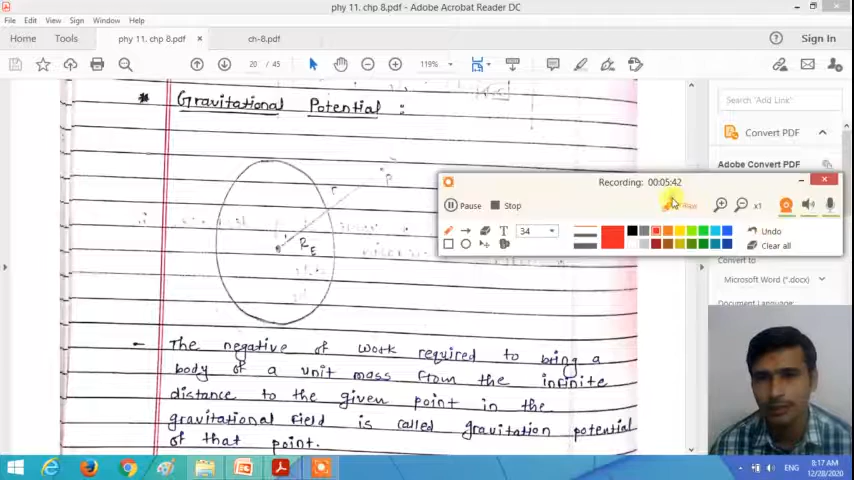 phy 11. chp 8.pdf - Adobe Acrobat Reader DC
File Edit View Sign Window Help
Home Tools phy 11. chp 8.pdf × ch-8.pdf Sign In
20 / 45 119%
* Gravitational Potential :
Search "Add Link"
Convert PDF
Adobe Convert PDF
Recording: 00:05:42
Pause Stop x1
T 34 Undo
Clear all
P
r
RE
Convert to
Microsoft Word (*.docx)
Document Language:
- The negative of work required to bring a
body of a unit mass from the infinite
distance to the given point in the
gravitational field is called gravitation potential
of that point.
ENG 8:17 AM
12/28/2020